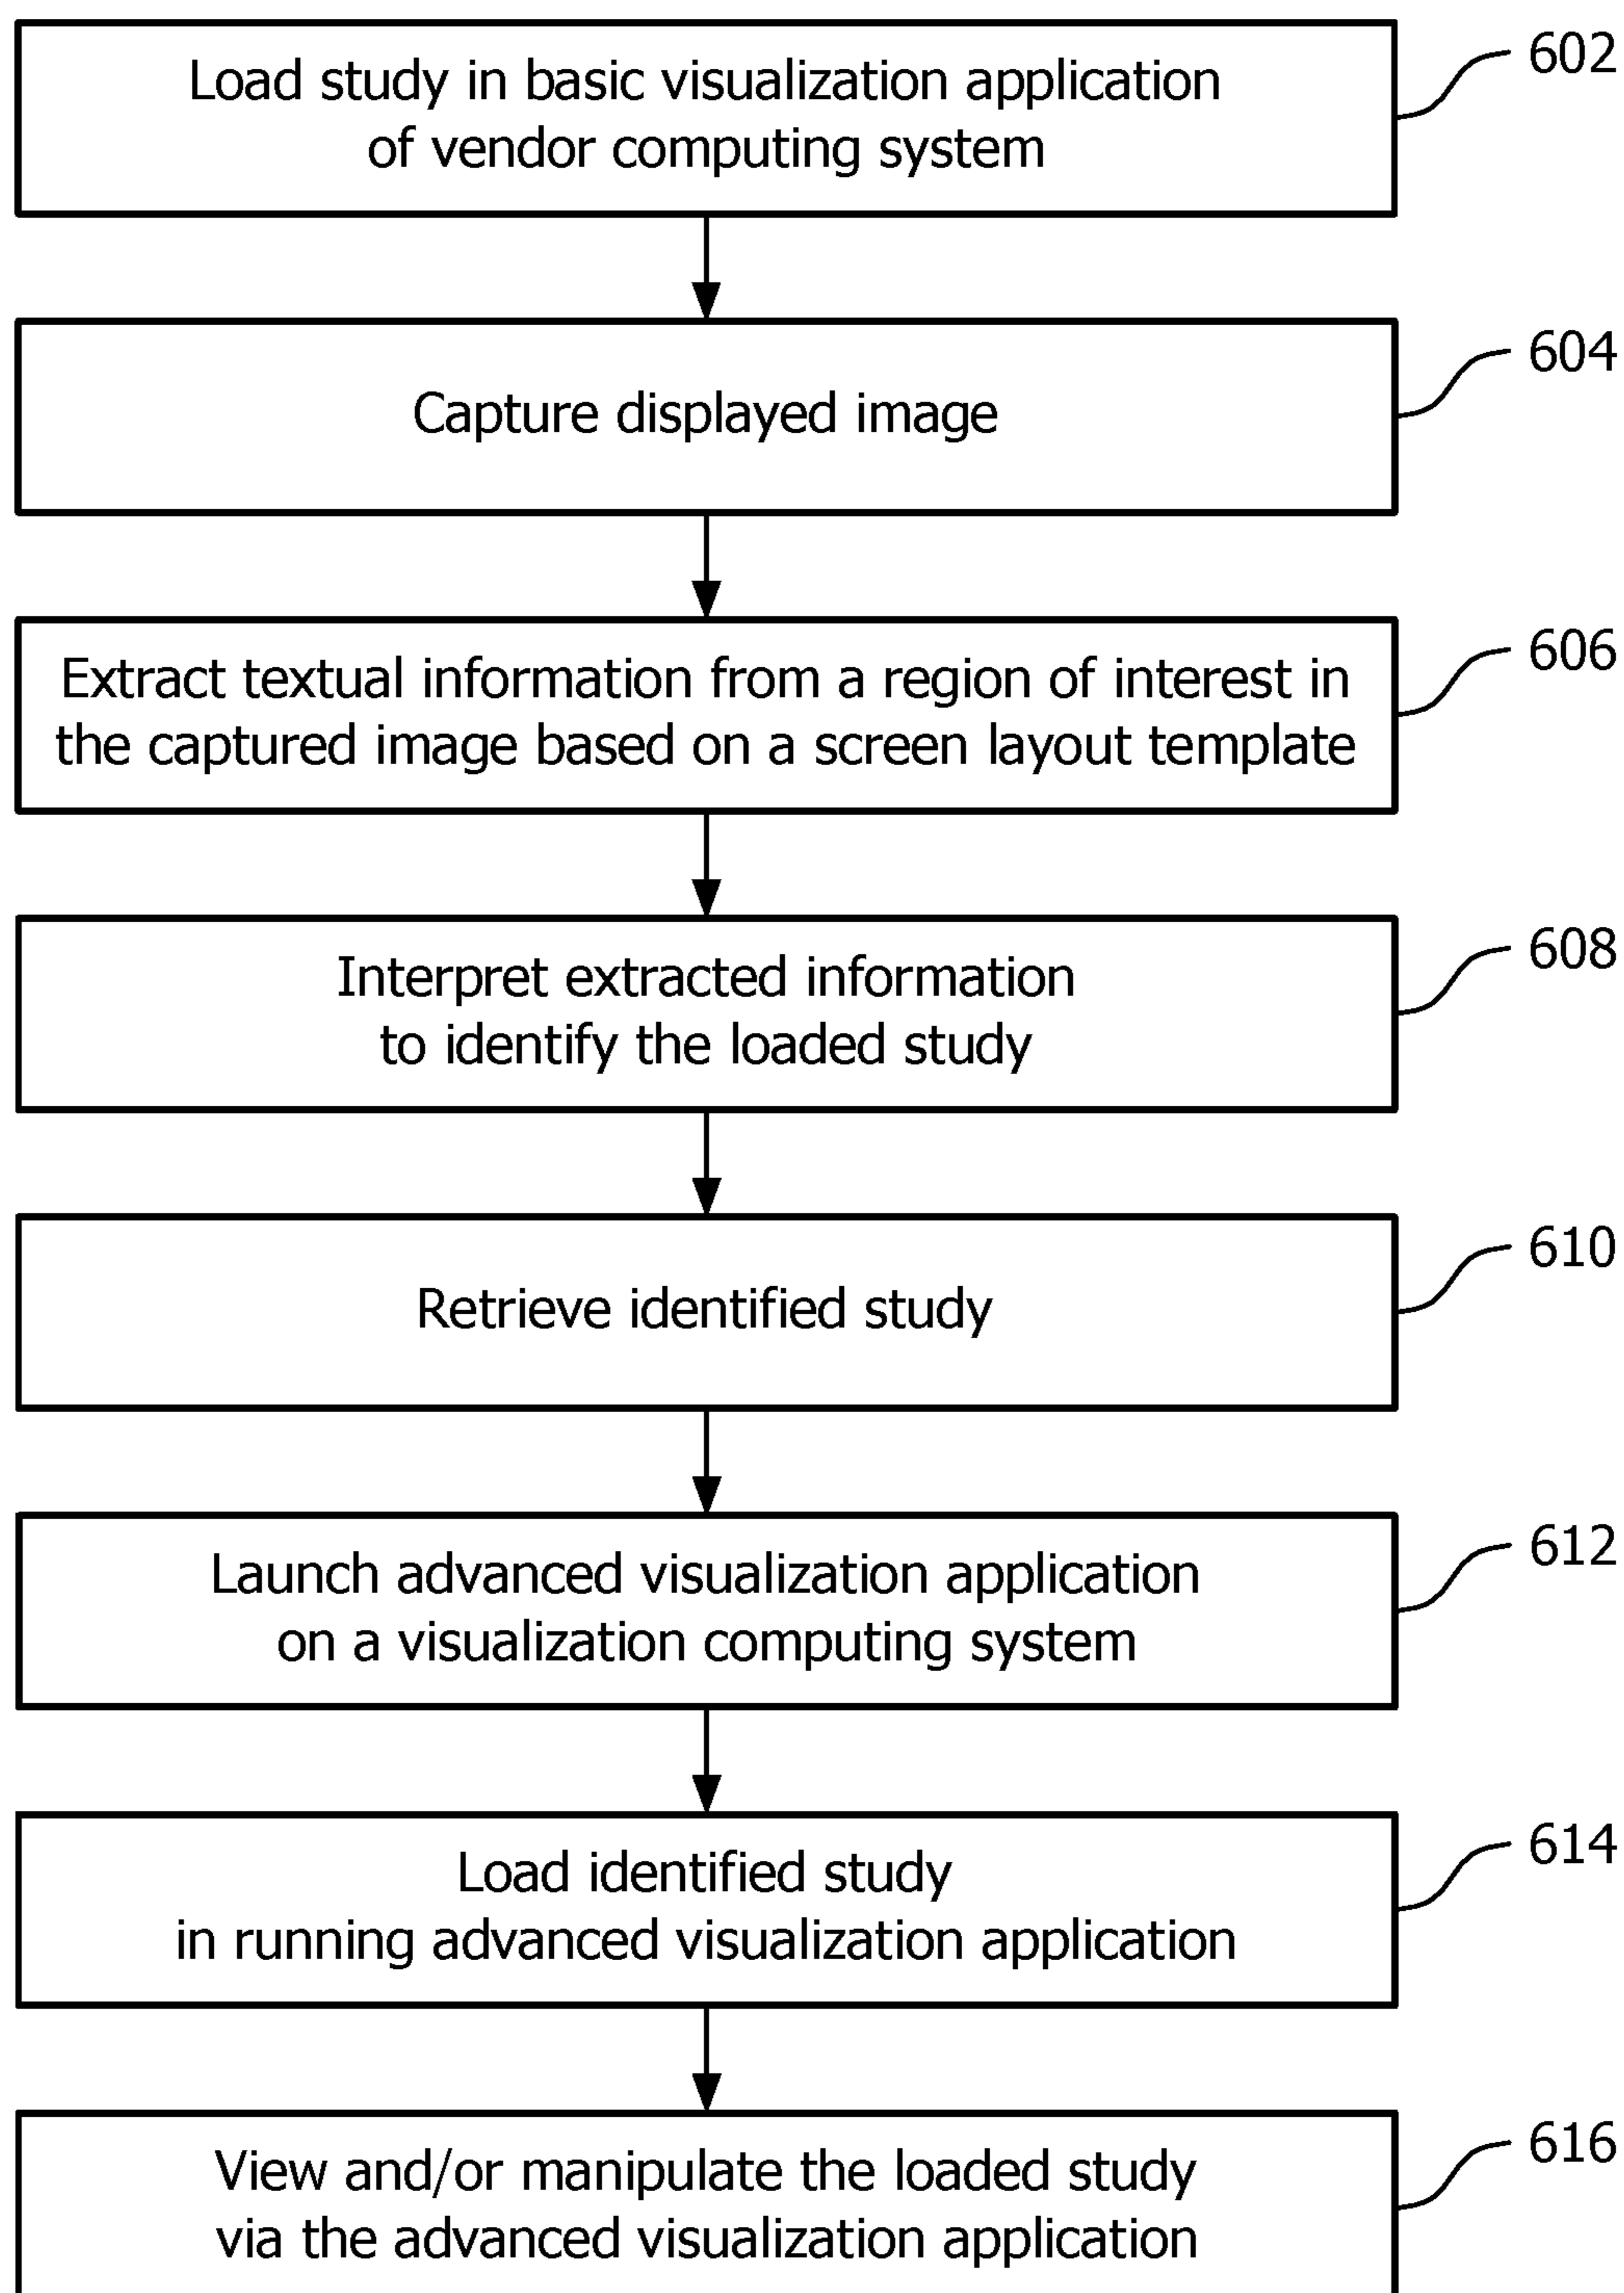 Load study in basic visualization application
of vendor computing system
602
Capture displayed image
604
Extract textual information from a region of interest in
the captured image based on a screen layout template
606
Interpret extracted information
to identify the loaded study
608
Retrieve identified study
610
Launch advanced visualization application
on a visualization computing system
612
Load identified study
in running advanced visualization application
614
View and/or manipulate the loaded study
via the advanced visualization application
616